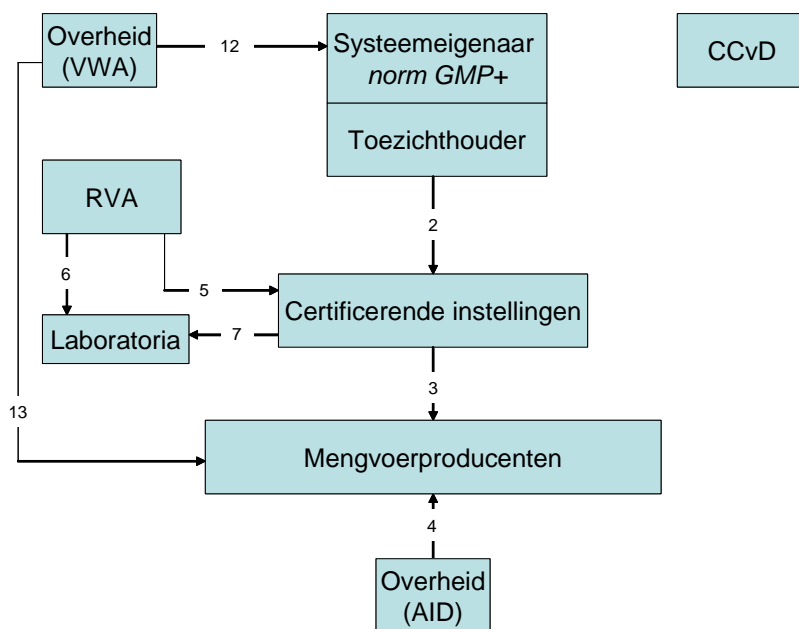 Overheid
(VWA)
12
Systeemeigenaar
norm GMP+
CCvD
Toezichthouder
RVA
2
6
5
Certificerende instellingen
Laboratoria
7
3
13
Mengvoerproducenten
4
Overheid
(AID)